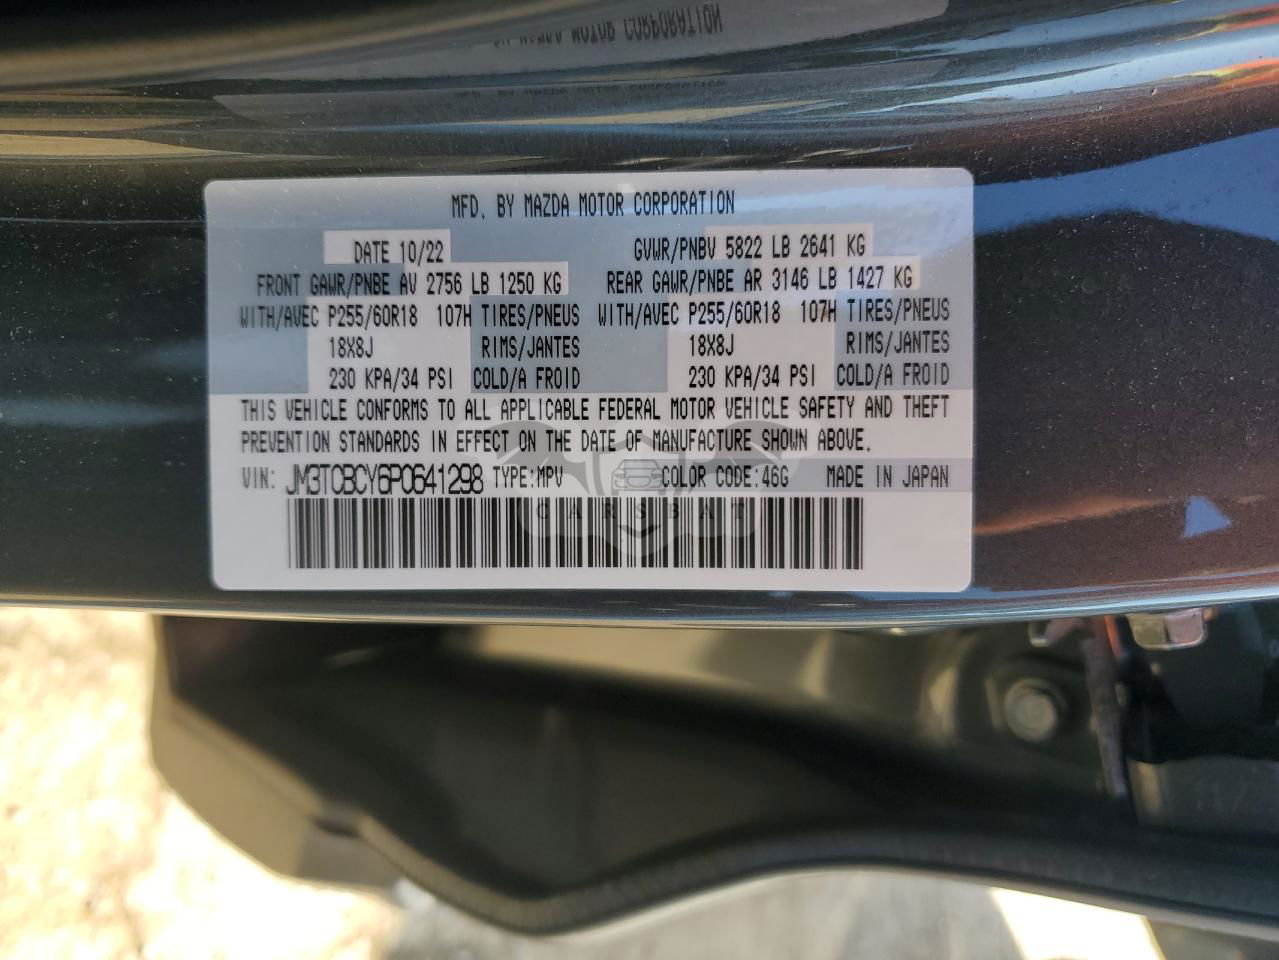 MFD. BY MAZDA MOTOR CORPORATION
DATE 10/22 GVWR/PNBV 5822 LB 2641 KG
FRONT GAWR/PNBE AV 2756 LB 1250 KG REAR GAWR/PNBE AR 3146 LB 1427 KG
WITH/AVEC P255/60R18 107H TIRES/PNEUS WITH/AVEC P255/60R18 107H TIRES/PNEUS
18X8J RIMS/JANTES 18X8J RIMS/JANTES
230 KPA/34 PSI COLD/A FROID 230 KPA/34 PSI COLD/A FROID
THIS VEHICLE CONFORMS TO ALL APPLICABLE FEDERAL MOTOR VEHICLE SAFETY AND THEFT
PREVENTION STANDARDS IN EFFECT ON THE DATE OF MANUFACTURE SHOWN ABOVE.
VIN: JM3TCBCY6P0641298 TYPE:MPV COLOR CODE:46G MADE IN JAPAN
CARSBAT